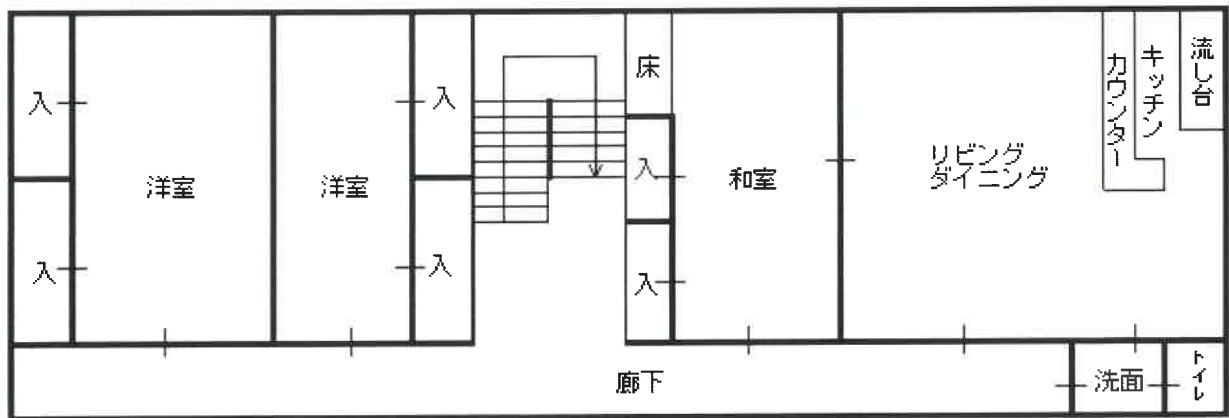 入
入
洋室
洋室
入
入
床
入
入
和室
リビング
ダイニング
キッチン
カウンター
流し台
廊下
洗面
トイレ